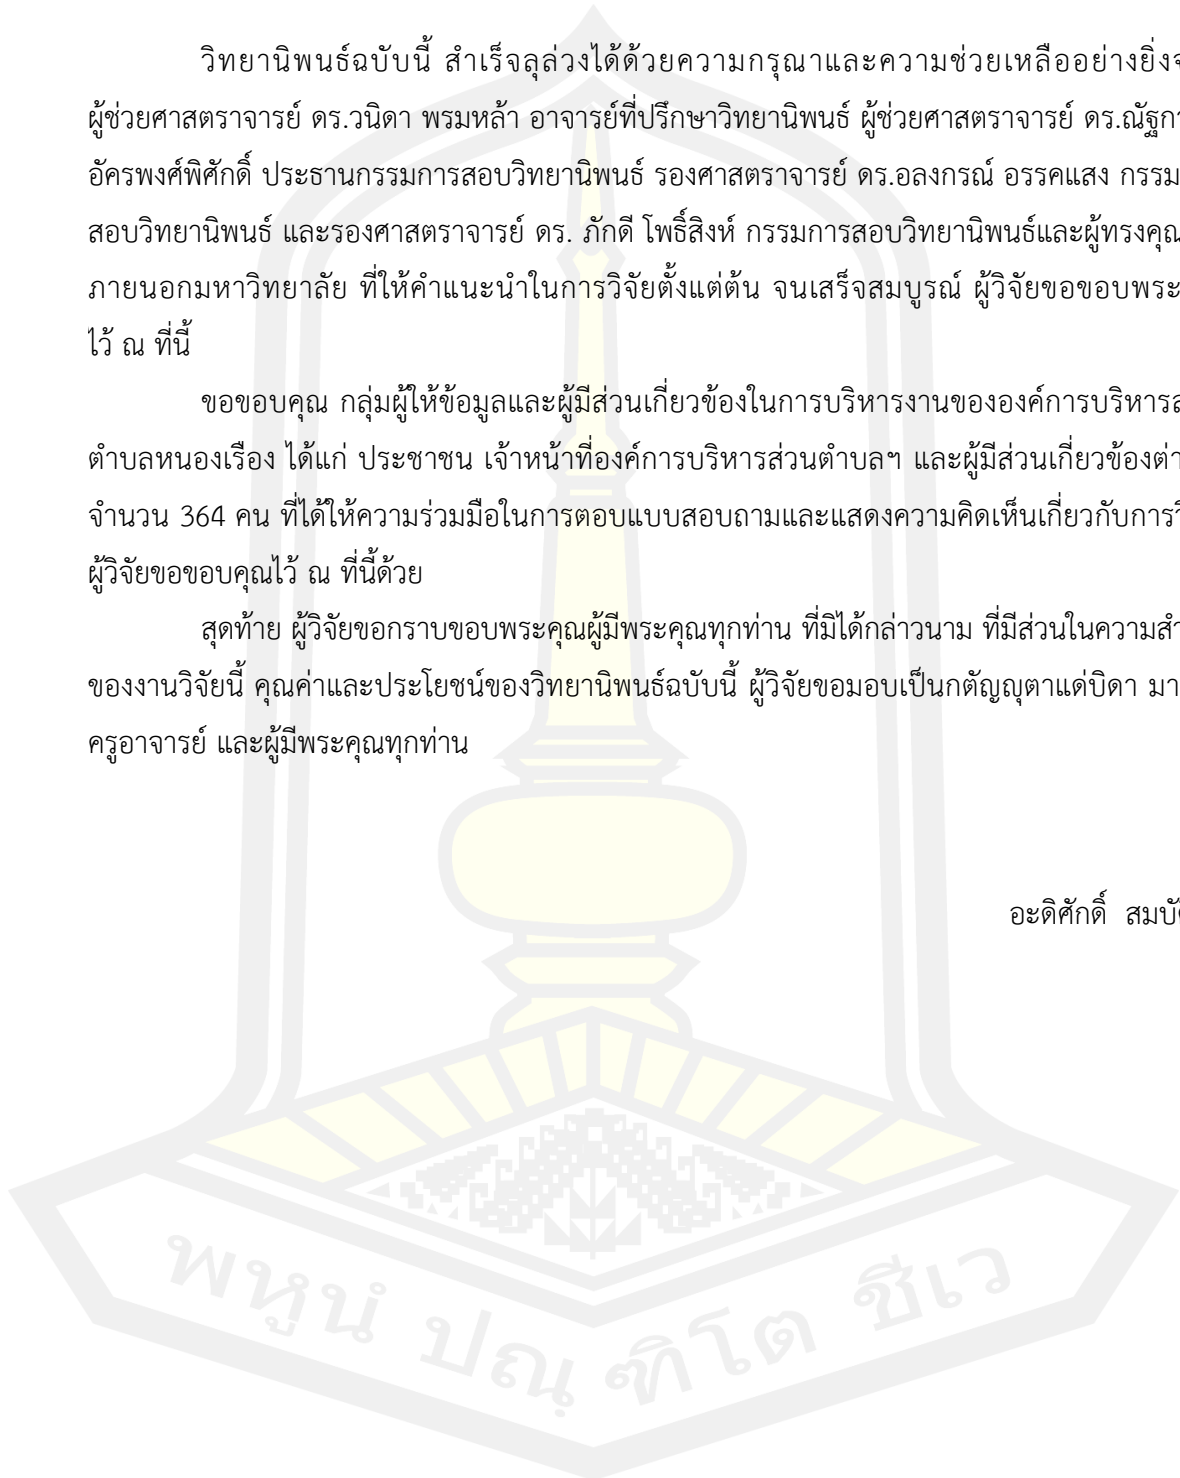 วิทยานิพนธ์ฉบับนี้ สำเร็จลุล่วงได้ด้วยความกรุณาและความช่วยเหลืออย่างยิ่ง
ผู้ช่วยศาสตราจารย์ ดร.วนิดา พรมหล้า อาจารย์ที่ปรึกษาวิทยานิพนธ์ ผู้ช่วยศาสตราจารย์
อัครพงศ์พิศักดิ์ ประธานกรรมการสอบวิทยานิพนธ์ รองศาสตราจารย์ ดร.อลงกรณ์ อรรคแสง
สอบวิทยานิพนธ์ และรองศาสตราจารย์ ดร. ภักดี โพธิ์สิงห์ กรรมการสอบวิทยานิพนธ์และ
ภายนอกมหาวิทยาลัย ที่ให้คำแนะนำในการวิจัยตั้งแต่ต้น จนเสร็จสมบูรณ์ ผู้วิจัยขอขอบพระ
ไว้ ณ ที่นี้
ขอขอบคุณ กลุ่มผู้ให้ข้อมูลและผู้มีส่วนเกี่ยวข้องในการบริหารงานขององค์การบริหาร
ตำบลหนองเรือง ได้แก่ ประชาชน เจ้าหน้าที่องค์การบริหารส่วนตำบลฯ และผู้มีส่วนเกี่ยวข้อง
จำนวน 364 คน ที่ได้ให้ความร่วมมือในการตอบแบบสอบถามและแสดงความคิดเห็นเกี่ยวกับการ
ผู้วิจัยขอขอบคุณไว้ ณ ที่นี้ด้วย
สุดท้าย ผู้วิจัยขอกราบขอบพระคุณผู้มีพระคุณทุกท่าน ที่มิได้กล่าวนาม ที่มีส่วนในความ
ของงานวิจัยนี้ คุณค่าและประโยชน์ของวิทยานิพนธ์ฉบับนี้ ผู้วิจัยขอมอบเป็นกตัญญุตาแด่บิดา
ครูอาจารย์ และผู้มีพระคุณทุกท่าน
อะดิศักดิ์
พหูนํ ปณฺฑิโต ชีเว